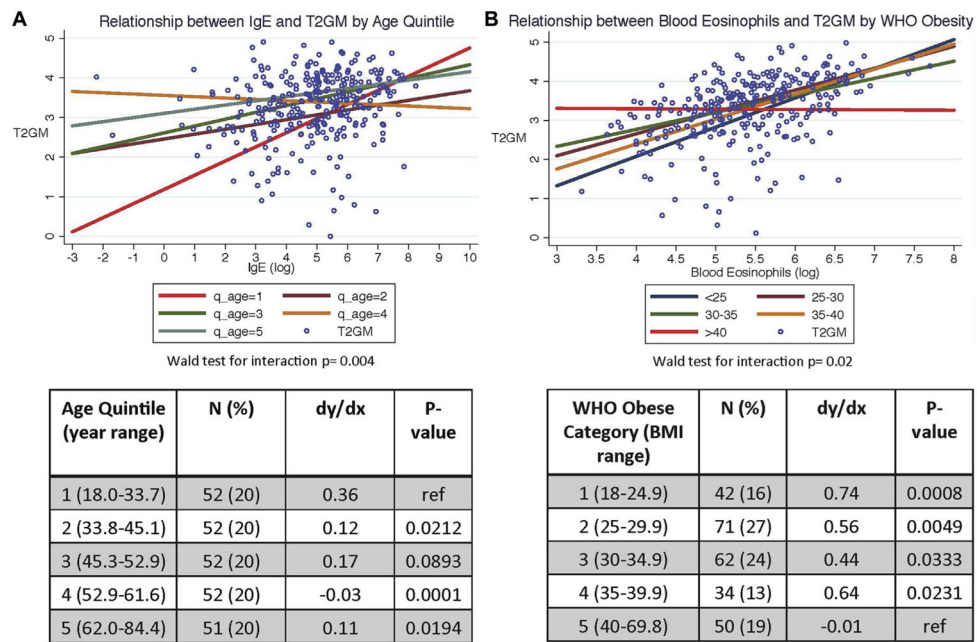 A Relationship between IgE and T2GM by Age Quintile
5
4
3
T2GM
2
1
0
-3 -2 -1 0 1 2 3 4 5 6 7 8 9 10
IgE (log)
q_age=1 q_age=2
q_age=3 q_age=4
q_age=5 T2GM
Wald test for interaction p= 0.004
Age Quintile (year range) N (%) dy/dx P-value
1 (18.0-33.7) 52 (20) 0.36 ref
2 (33.8-45.1) 52 (20) 0.12 0.0212
3 (45.3-52.9) 52 (20) 0.17 0.0893
4 (52.9-61.6) 52 (20) -0.03 0.0001
5 (62.0-84.4) 51 (20) 0.11 0.0194
B Relationship between Blood Eosinophils and T2GM by WHO Obesity
5
4
3
T2GM
2
1
0
3 3.5 4 4.5 5 5.5 6 6.5 7 7.5 8
Blood Eosinophils (log)
<25 25-30
30-35 35-40
>40 T2GM
Wald test for interaction p= 0.02
WHO Obese Category (BMI range) N (%) dy/dx P-value
1 (18-24.9) 42 (16) 0.74 0.0008
2 (25-29.9) 71 (27) 0.56 0.0049
3 (30-34.9) 62 (24) 0.44 0.0333
4 (35-39.9) 34 (13) 0.64 0.0231
5 (40-69.8) 50 (19) -0.01 ref